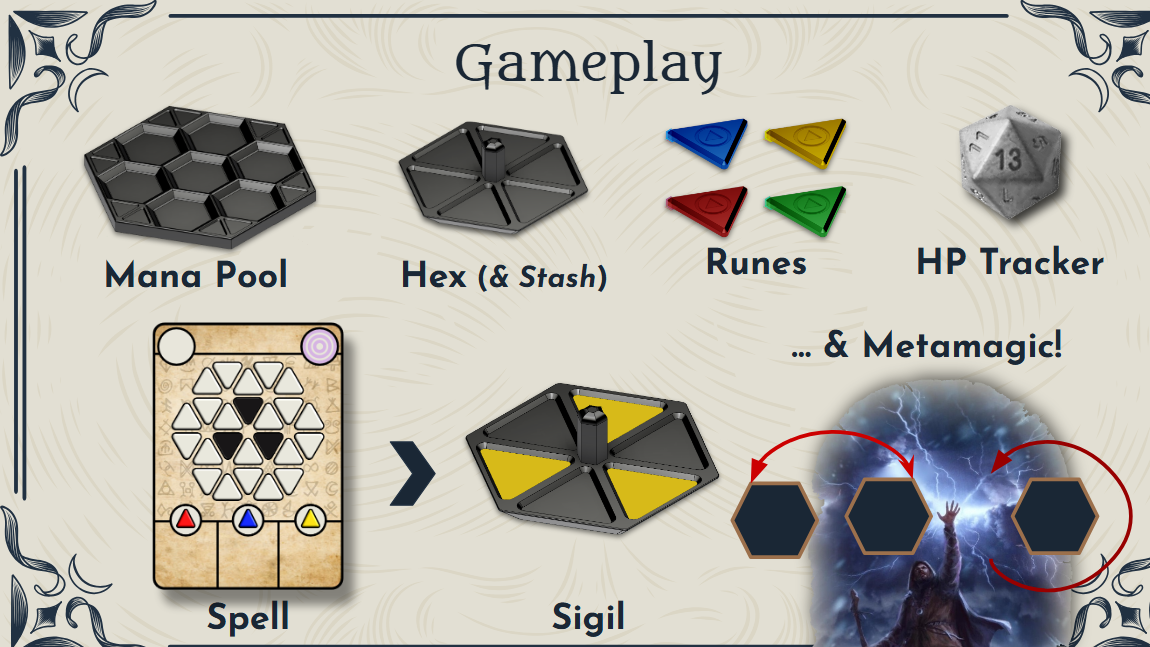 Gameplay
13
Mana Pool
Hex (& Stash)
Runes
HP Tracker
... & Metamagic!
Spell
Sigil